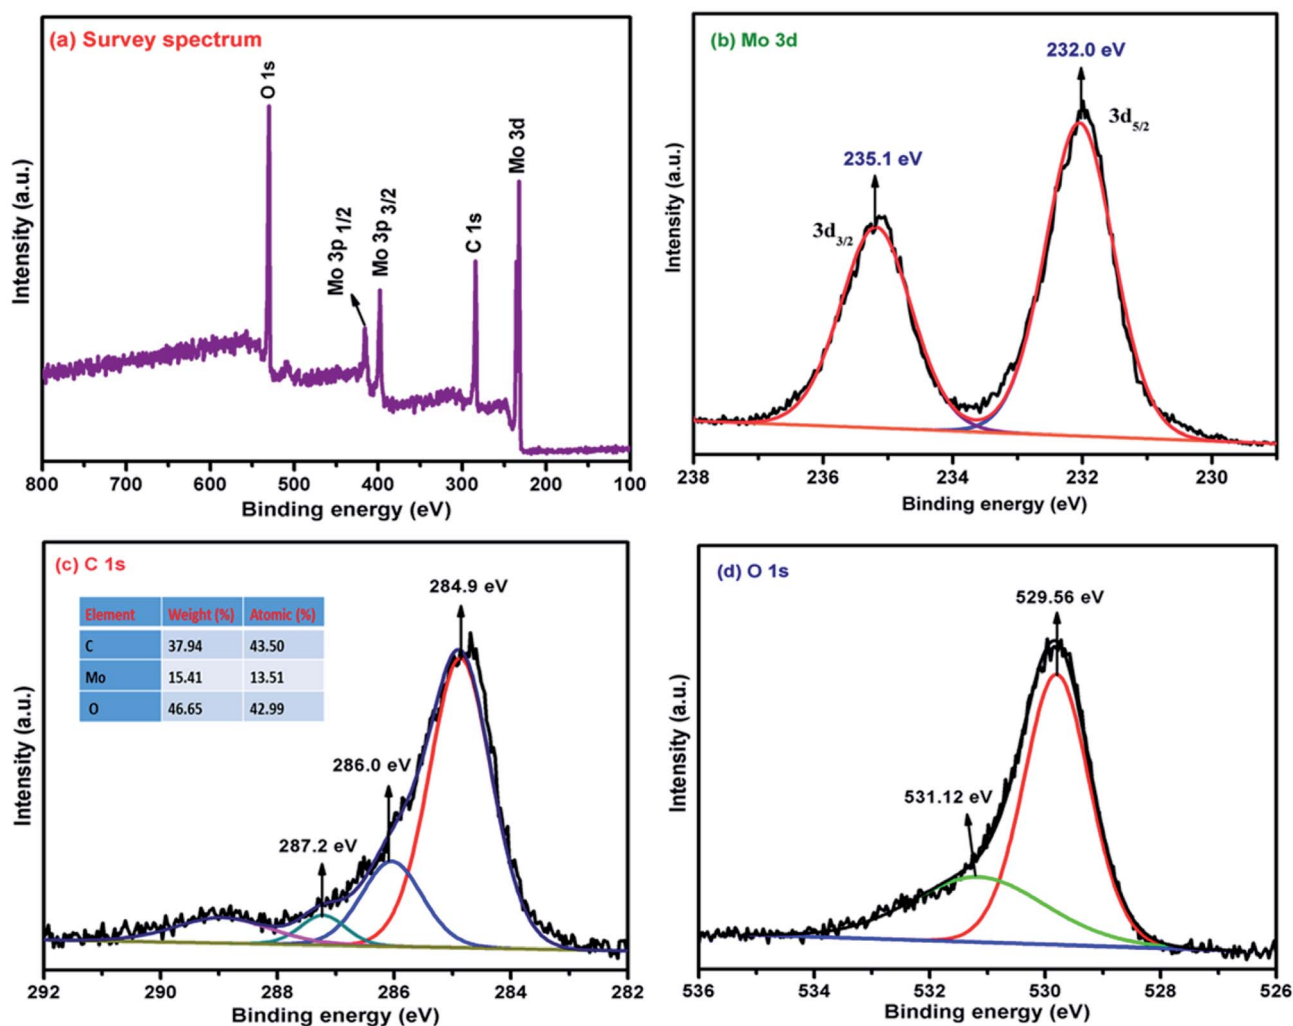 (a) Survey spectrum
O 1s
Mo 3p 1/2
Mo 3p 3/2
C 1s
Mo 3d
Intensity (a.u.)
800 700 600 500 400 300 200 100
Binding energy (eV)
(b) Mo 3d
232.0 eV
3d5/2
235.1 eV
3d3/2
Intensity (a.u.)
238 236 234 232 230
Binding energy (eV)
(c) C 1s
284.9 eV
Element Weight (%) Atomic (%)
C 37.94 43.50
Mo 15.41 13.51
O 46.65 42.99
286.0 eV
287.2 eV
Intensity (a.u.)
292 290 288 286 284 282
Binding energy (eV)
(d) O 1s
529.56 eV
531.12 eV
Intensity (a.u.)
536 534 532 530 528 526
Binding energy (eV)